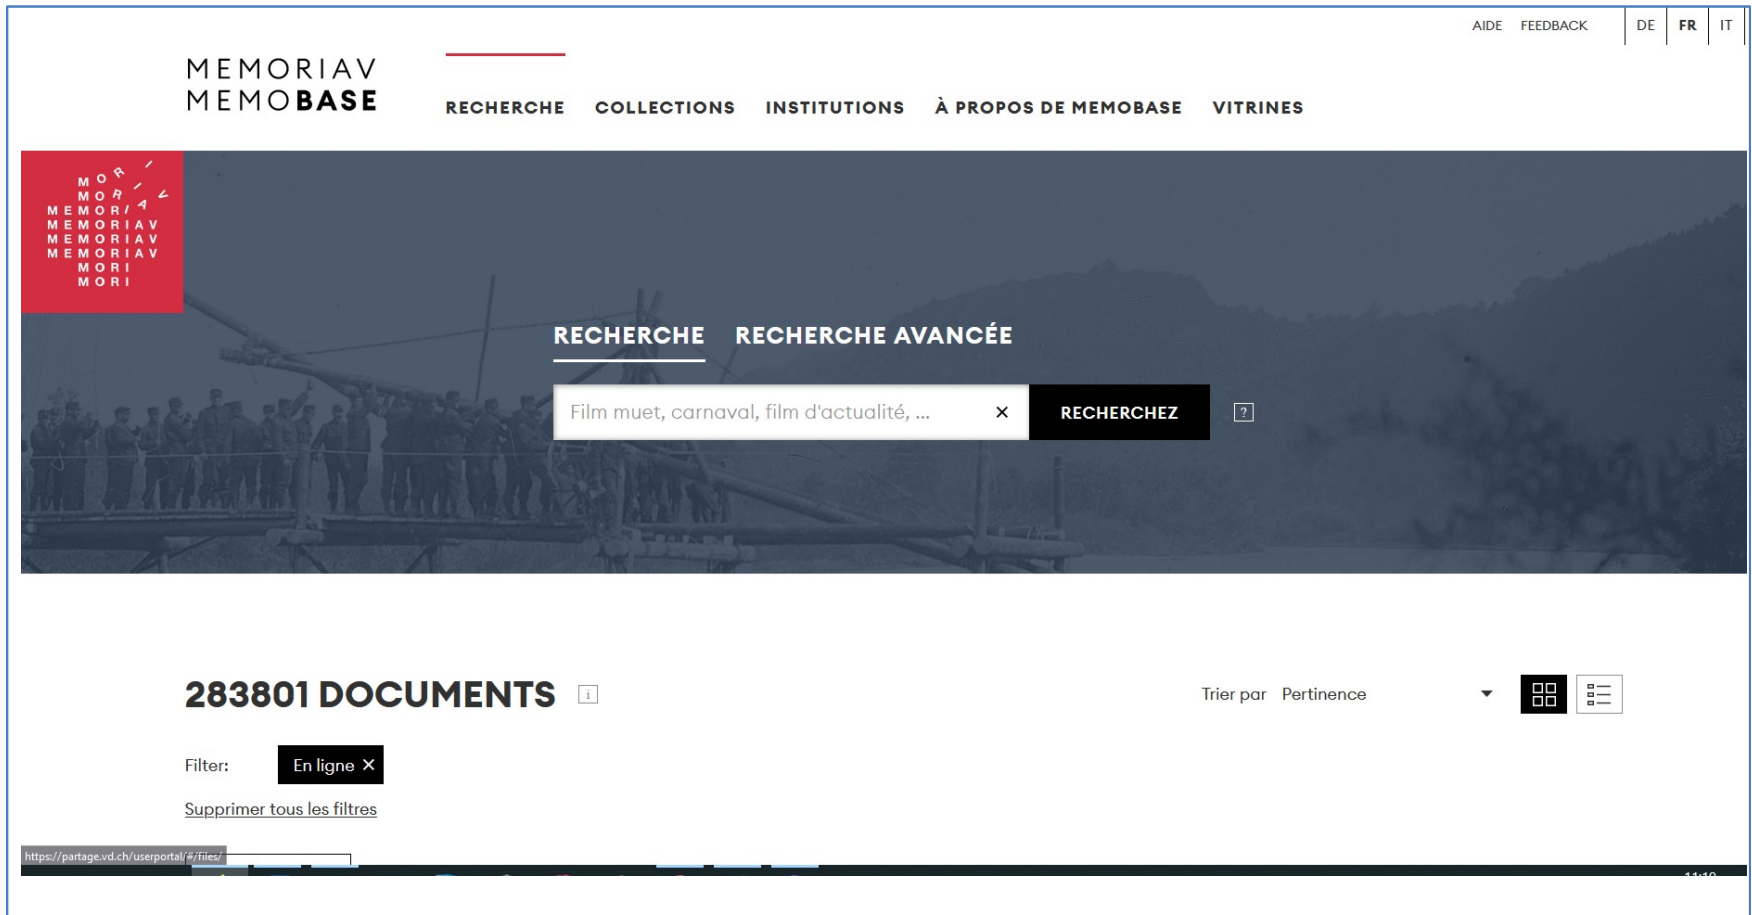 AIDE FEEDBACK DE FR IT
MEMORIAV
MEMOBASE
RECHERCHE COLLECTIONS INSTITUTIONS À PROPOS DE MEMOBASE VITRINES
MORIV
MORIAV
MEMORIA
MEMORIAV
MEMORIAV
MEMORIAV
MORI
MORI
RECHERCHE RECHERCHE AVANCÉE
Film muet, carnaval, film d'actualité, ... × RECHERCHEZ ?
283801 DOCUMENTS i
Trier par Pertinence
Filter: En ligne ×
Supprimer tous les filtres
https://partage.vd.ch/userportal/#/files/